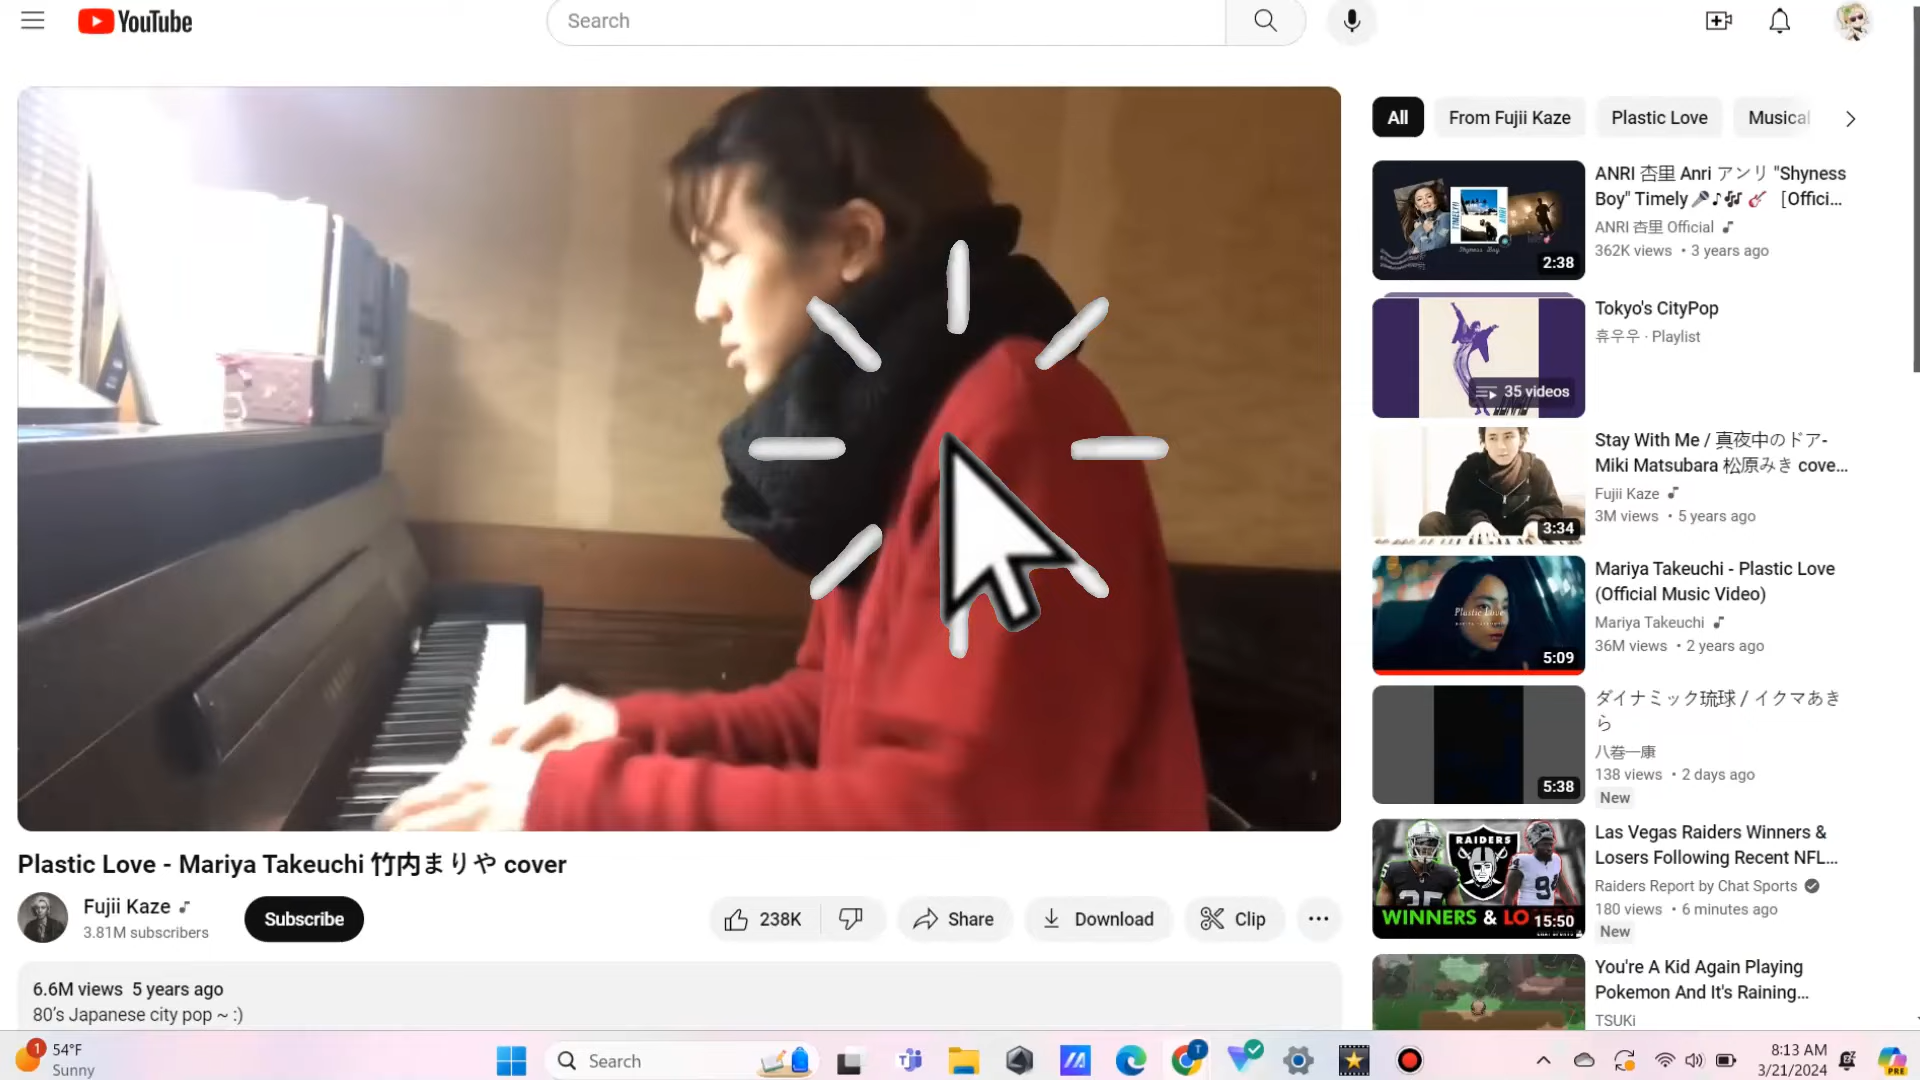 YouTube
Search
All
From Fujii Kaze
Plastic Love
Musical
ANRI 杏里 Anri アンリ "Shyness
Boy" Timely🎤♪🎶 🎸 [Offici...
ANRI 杏里 Official
362K views • 3 years ago
2:38
Tokyo's CityPop
휴우우 · Playlist
35 videos
Stay With Me / 真夜中のドア-
Miki Matsubara 松原みき cove...
Fujii Kaze
3M views • 5 years ago
3:34
Mariya Takeuchi - Plastic Love
(Official Music Video)
Mariya Takeuchi
36M views • 2 years ago
Plastic Love
5:09
ダイナミック琉球 / イクマあき
ら
八巻一康
138 views • 2 days ago
New
5:38
Las Vegas Raiders Winners &
Losers Following Recent NFL...
Raiders Report by Chat Sports
180 views • 6 minutes ago
New
RAIDERS
WINNERS & LO
15:50
You're A Kid Again Playing
Pokemon And It's Raining...
TSUKi
Plastic Love - Mariya Takeuchi 竹内まりや cover
Fujii Kaze
3.81M subscribers
Subscribe
238K
Share
Download
Clip
6.6M views 5 years ago
80's Japanese city pop ~ :)
1
54°F
Sunny
Search
T
8:13 AM
3/21/2024
PRE